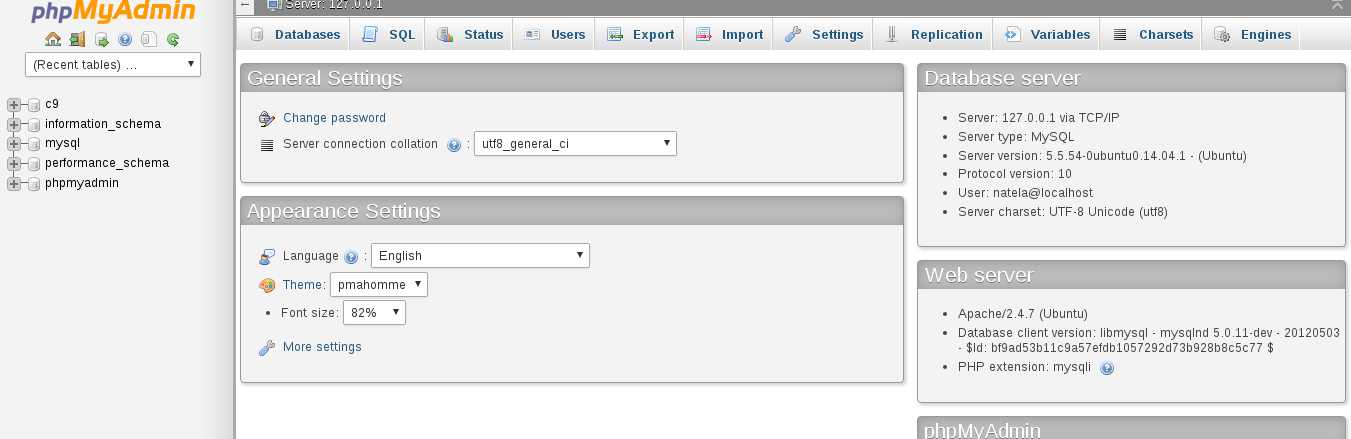 phpMyAdmin
(Recent tables) ...
c9
information_schema
mysql
performance_schema
phpmyadmin
← Server: 127.0.0.1
Databases SQL Status Users Export Import Settings Replication Variables Charsets Engines
General Settings
Change password
Server connection collation : utf8_general_ci
Appearance Settings
Language : English
Theme: pmahomme
• Font size: 82%
More settings
Database server
• Server: 127.0.0.1 via TCP/IP
• Server type: MySQL
• Server version: 5.5.54-0ubuntu0.14.04.1 - (Ubuntu)
• Protocol version: 10
• User: natela@localhost
• Server charset: UTF-8 Unicode (utf8)
Web server
• Apache/2.4.7 (Ubuntu)
• Database client version: libmysql - mysqlnd 5.0.11-dev - 20120503
- $Id: bf9ad53b11c9a57efdb1057292d73b928b8c5c77 $
• PHP extension: mysqli
phpMyAdmin